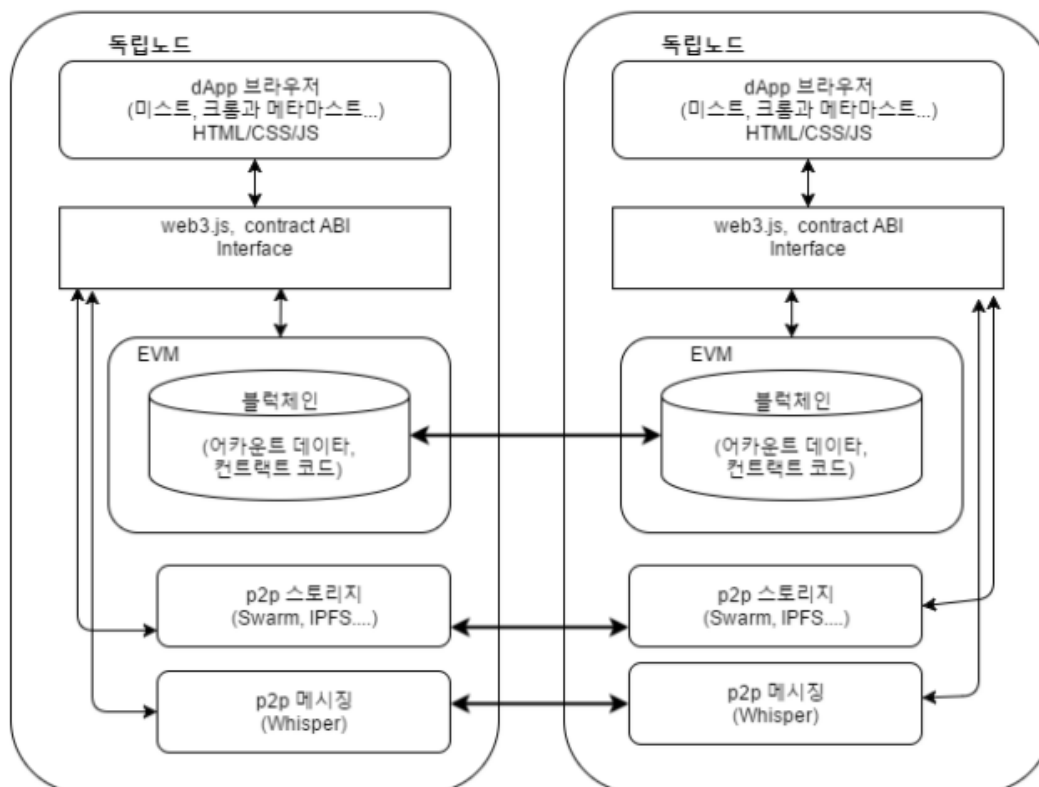 독립노드
dApp 브라우저
(미스트, 크롬과 메타마스트...)
HTML/CSS/JS
web3.js, contract ABI
Interface
EVM
블럭체인
(어카운트 데이타,
컨트랙트 코드)
p2p 스토리지
(Swarm, IPFS....)
p2p 메시징
(Whisper)
독립노드
dApp 브라우저
(미스트, 크롬과 메타마스트...)
HTML/CSS/JS
web3.js, contract ABI
Interface
EVM
블럭체인
(어카운트 데이타,
컨트랙트 코드)
p2p 스토리지
(Swarm, IPFS....)
p2p 메시징
(Whisper)